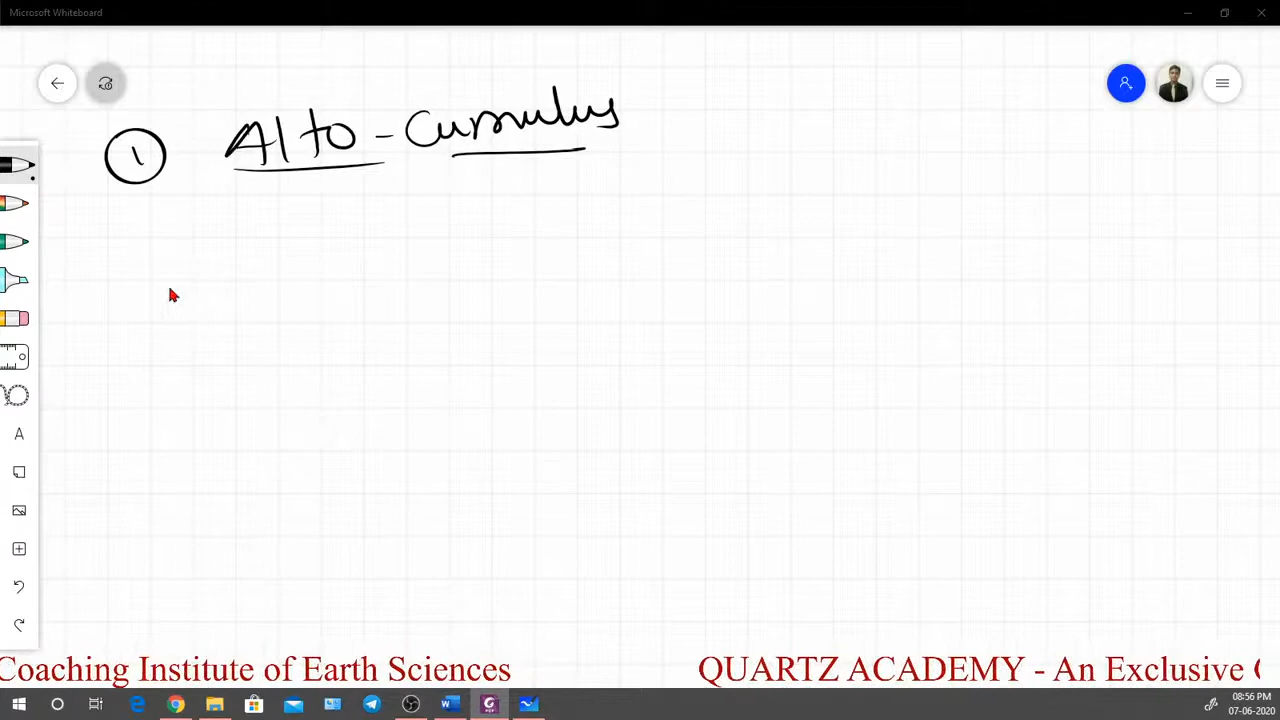 Microsoft Whiteboard
① Alto - Cumulus
A
Coaching Institute of Earth Sciences QUARTZ ACADEMY - An Exclusive
08:56 PM
07-06-2020